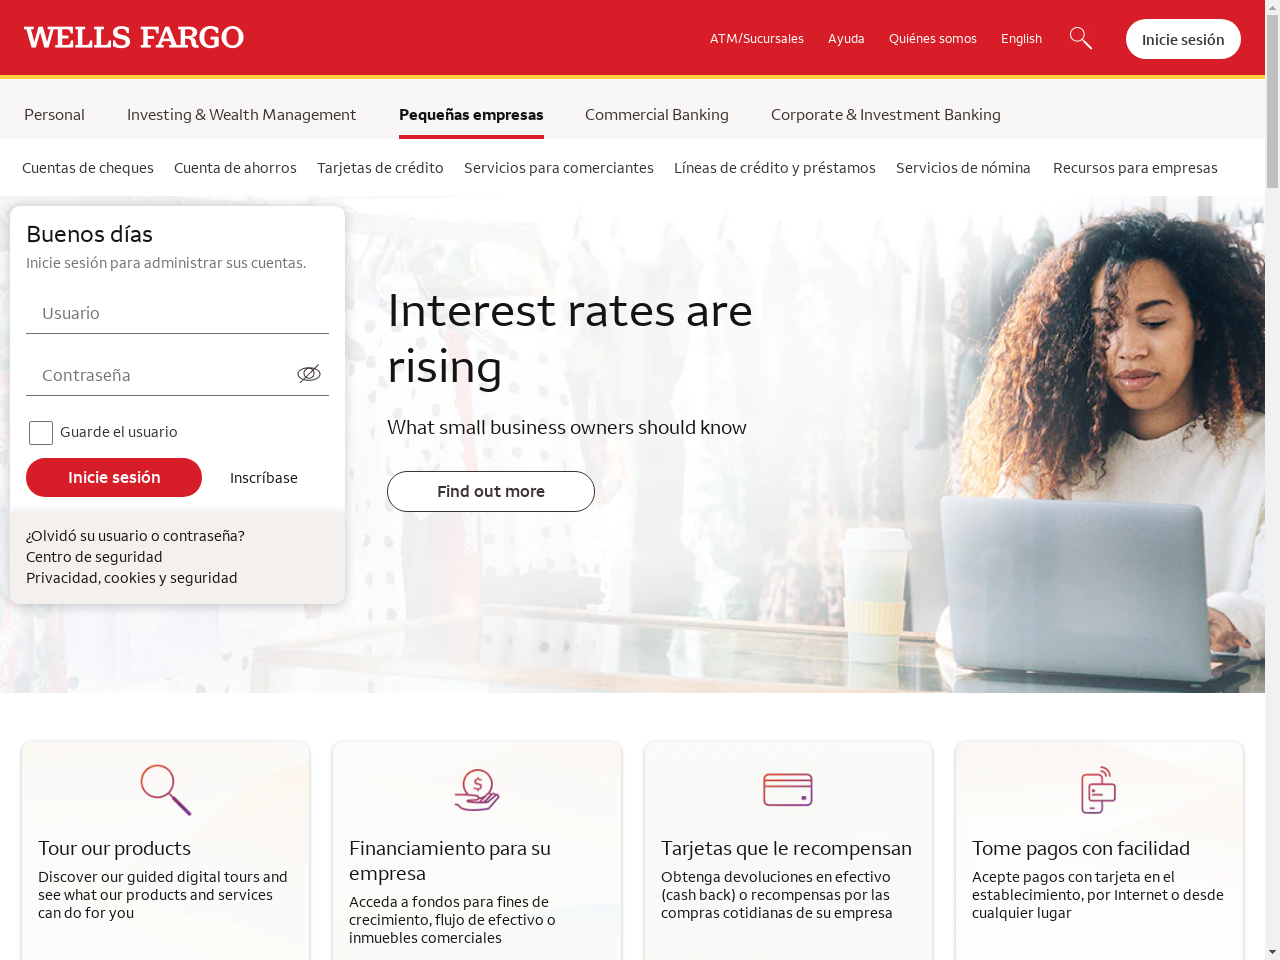 WELLS FARGO
ATM/Sucursales
Ayuda
Quiénes somos
English
Inicie sesión
Personal
Investing & Wealth Management
Pequeñas empresas
Commercial Banking
Corporate & Investment Banking
Cuentas de cheques
Cuenta de ahorros
Tarjetas de crédito
Servicios para comerciantes
Líneas de crédito y préstamos
Servicios de nómina
Recursos para empresas
Buenos días
Inicie sesión para administrar sus cuentas.
Usuario
Contraseña
Guarde el usuario
Inicie sesión
Inscríbase
¿Olvidó su usuario o contraseña?
Centro de seguridad
Privacidad, cookies y seguridad
Interest rates are
rising
What small business owners should know
Find out more
Tour our products
Discover our guided digital tours and
see what our products and services
can do for you
Financiamiento para su
empresa
Acceda a fondos para fines de
crecimiento, flujo de efectivo o
inmuebles comerciales
Tarjetas que le recompensan
Obtenga devoluciones en efectivo
(cash back) o recompensas por las
compras cotidianas de su empresa
Tome pagos con facilidad
Acepte pagos con tarjeta en el
establecimiento, por Internet o desde
cualquier lugar